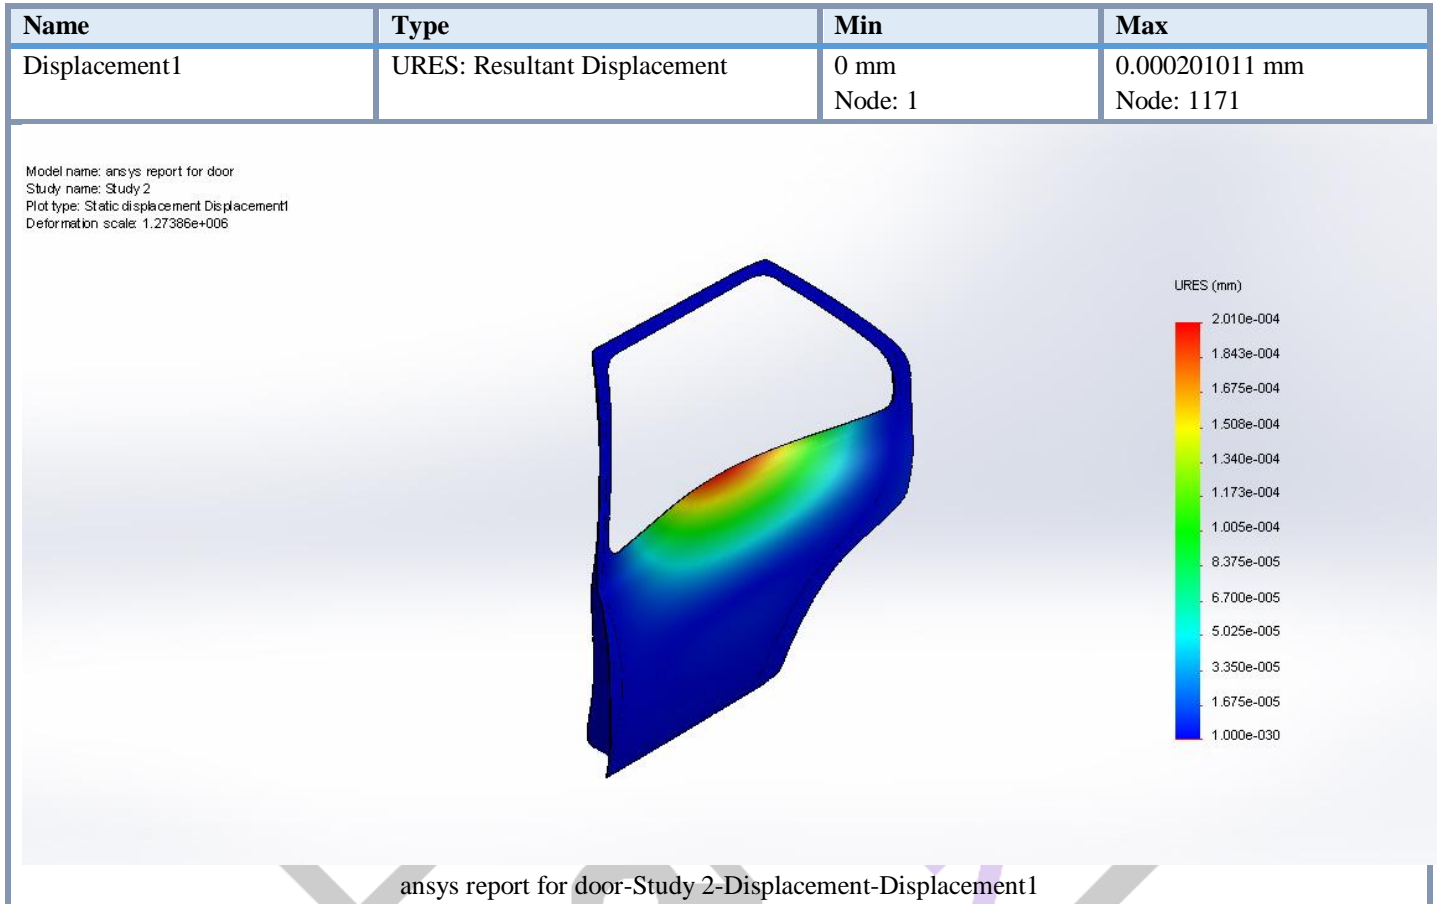 Name Type Min Max
Displacement1 URES: Resultant Displacement 0 mm 0.000201011 mm
Node: 1 Node: 1171
Model name: ansys report for door
Study name: Study 2
Plot type: Static displacement Displacement1
Deformation scale: 1.27386e+006
URES (mm)
2.010e-004
1.843e-004
1.675e-004
1.508e-004
1.340e-004
1.173e-004
1.005e-004
8.375e-005
6.700e-005
5.025e-005
3.350e-005
1.675e-005
1.000e-030
ansys report for door-Study 2-Displacement-Displacement1